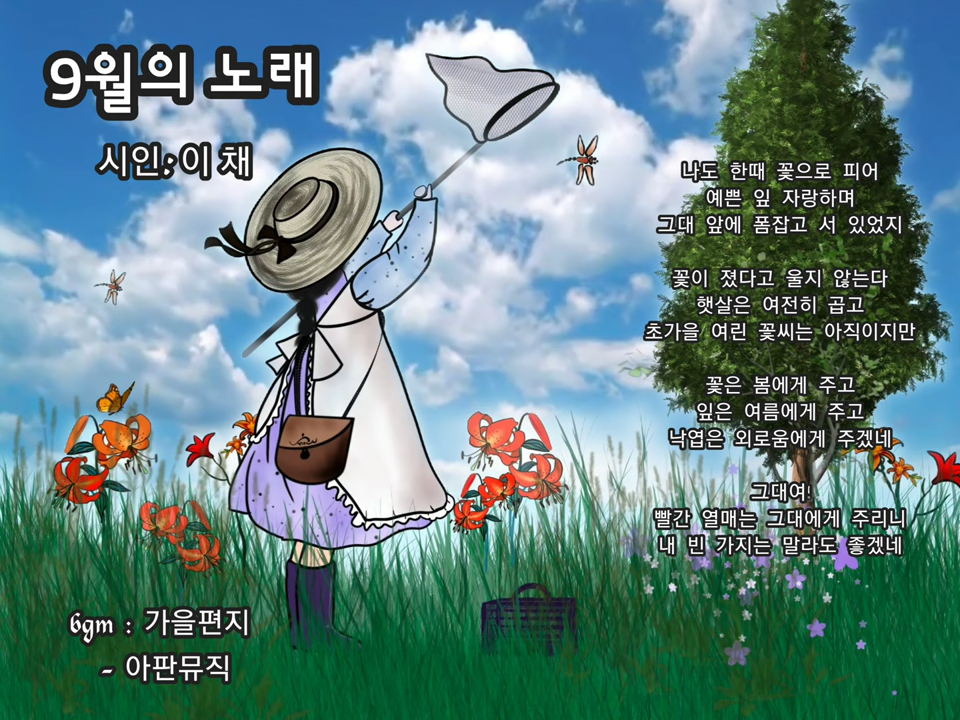 9월의 노래
시인: 이 채
나도 한때 꽃으로 피어
예쁜 잎 자랑하며
그대 앞에 폼잡고 서 있었지
꽃이 졌다고 울지 않는다
햇살은 여전히 곱고
초가을 여린 꽃씨는 아직이지만
꽃은 봄에게 주고
잎은 여름에게 주고
낙엽은 외로움에게 주겠네
그대여!
빨간 열매는 그대에게 주리니
내 빈 가지는 말라도 좋겠네
6gm : 가을편지
- 아판뮤직